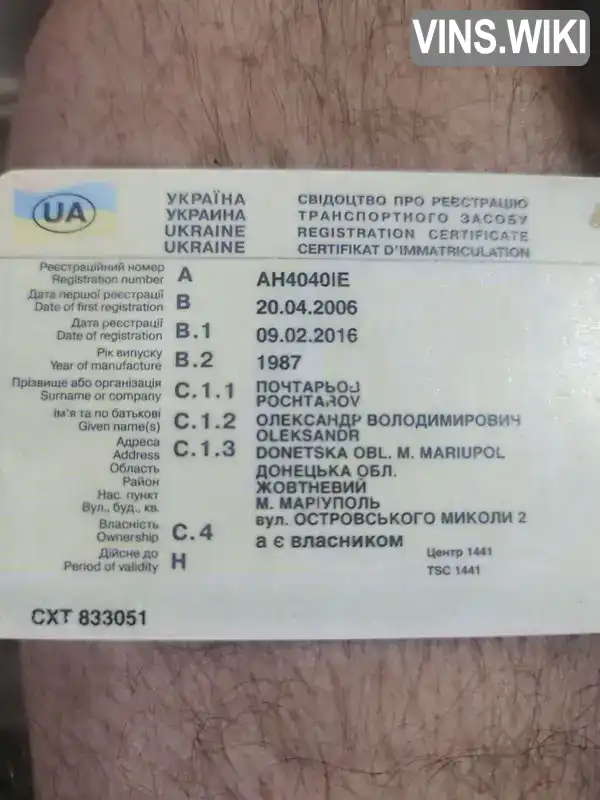 VINS.WIKI
UA
УКРАЇНА СВІДОЦТВО ПРО РЕЄСТРАЦІЮ
УКРАИНА ТРАНСПОРТНОГО ЗАСОБУ
UKRAINE REGISTRATION CERTIFICATE
UKRAINE CERTIFIKAT D'IMMATRICULATION
Реєстраційний номер
Registration number A AH4040IE
Дата першої реєстрації
Date of first registration B 20.04.2006
Дата реєстрації
Date of registration B.1 09.02.2016
Рік випуску
Year of manufacture B.2 1987
Прізвище або організація
Surname or company C.1.1 ПОЧТАРЬОВ
POCHTAROV
Ім'я та по батькові
Given name(s) C.1.2 ОЛЕКСАНДР ВОЛОДИМИРОВИЧ
OLEKSANDR
Адреса
Address C.1.3 DONETSKA OBL. M. MARIUPOL
Область ДОНЕЦЬКА ОБЛ.
Район ЖОВТНЕВИЙ
Нас. пункт М. МАРІУПОЛЬ
Вул., буд., кв. вул. ОСТРОВСЬКОГО МИКОЛИ 2
Власність
Ownership C.4 а є власником
Дійсне до
Period of validity H
Центр 1441
TSC 1441
СХТ 833051